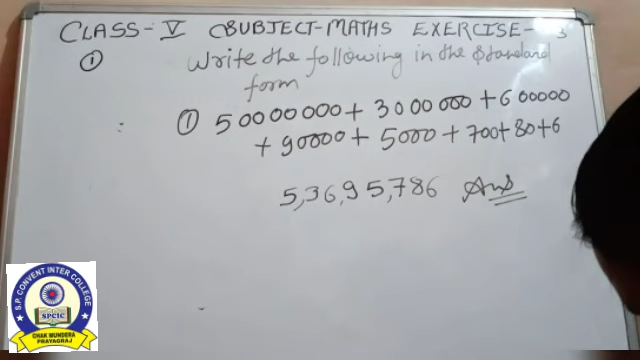 CLASS-V SUBJECT-MATHS EXERCISE- 3
① Write the following in the standard
form
① 50000000 + 3000000 + 600000
+ 90000 + 5000 + 700 + 80 + 6
5,36,95,786 Ans
S.P. CONVENT INTER COLLEGE
SPCIC
CHAK MUNDERA
PRAYAGRAJ